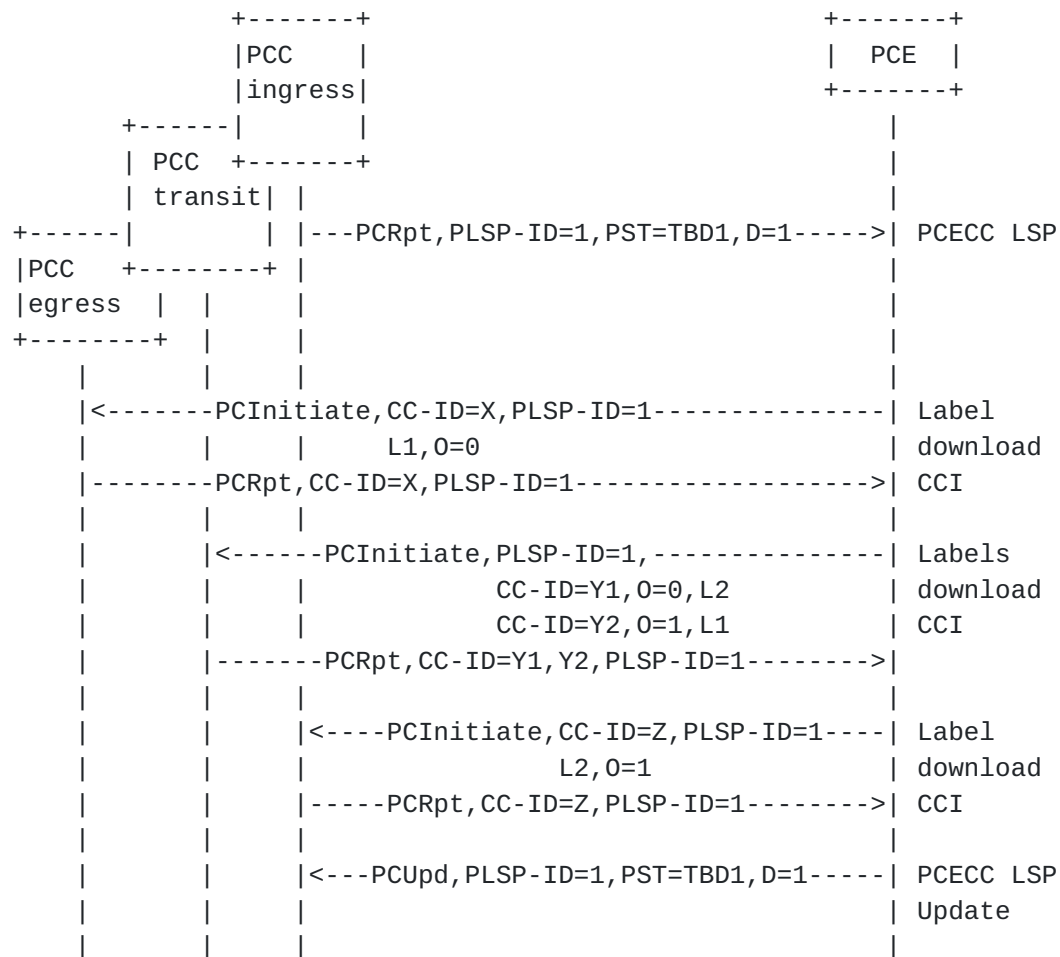 +-------+ +-------+
|PCC | | PCE |
|ingress| +-------+
+------| | |
| PCC +-------+ |
| transit| | |
+------| | |---PCRpt,PLSP-ID=1,PST=TBD1,D=1----->| PCECC LSP
|PCC +--------+ | |
|egress | | | |
+--------+ | | |
| | | |
|<-------PCInitiate,CC-ID=X,PLSP-ID=1---------------| Label
| | | L1,O=0 | download
|--------PCRpt,CC-ID=X,PLSP-ID=1------------------->| CCI
| | | |
| |<------PCInitiate,PLSP-ID=1,---------------| Labels
| | | CC-ID=Y1,O=0,L2 | download
| | | CC-ID=Y2,O=1,L1 | CCI
| |-------PCRpt,CC-ID=Y1,Y2,PLSP-ID=1-------->|
| | | |
| | |<----PCInitiate,CC-ID=Z,PLSP-ID=1----| Label
| | | L2,O=1 | download
| | |-----PCRpt,CC-ID=Z,PLSP-ID=1-------->| CCI
| | | |
| | |<---PCUpd,PLSP-ID=1,PST=TBD1,D=1-----| PCECC LSP
| | | | Update
| | | |